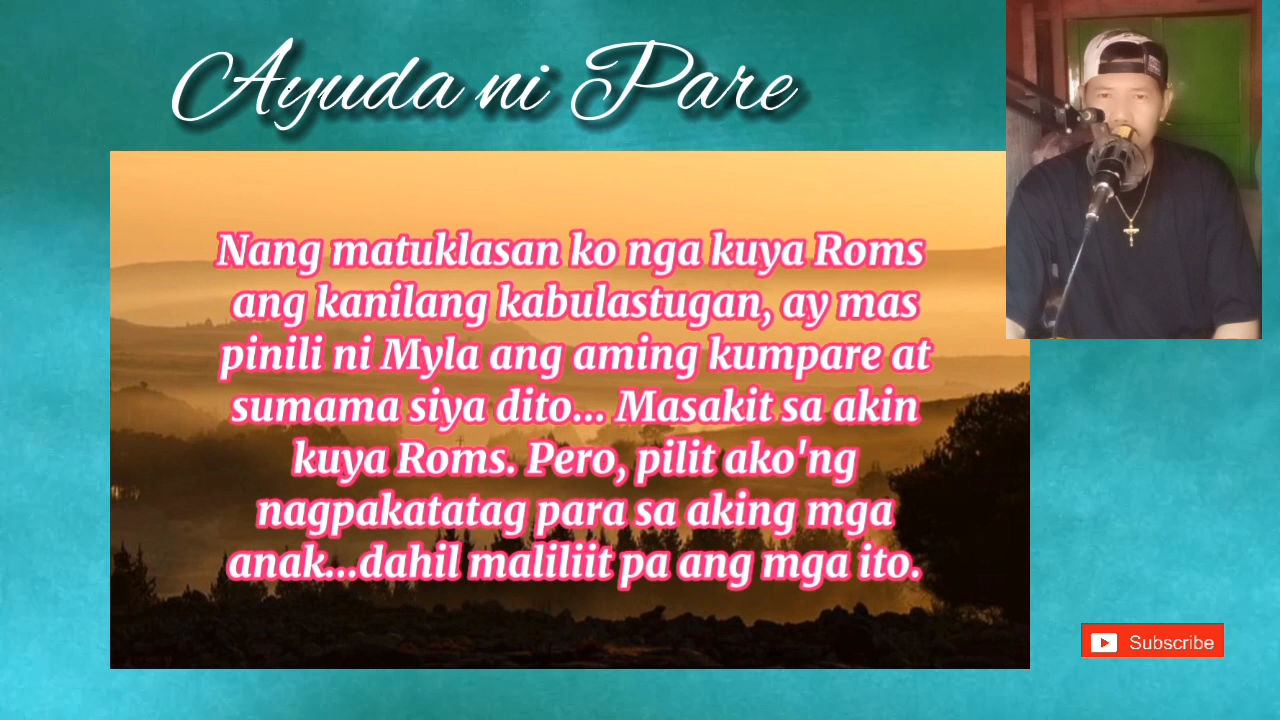 Ayuda ni Pare
Nang matuklasan ko nga kuya Roms
ang kanilang kabulastugan, ay mas
pinili ni Myla ang aming kumpare at
sumama siya dito... Masakit sa akin
kuya Roms. Pero, pilit ako'ng
nagpakatatag para sa aking mga
anak...dahil maliliit pa ang mga ito.
Subscribe